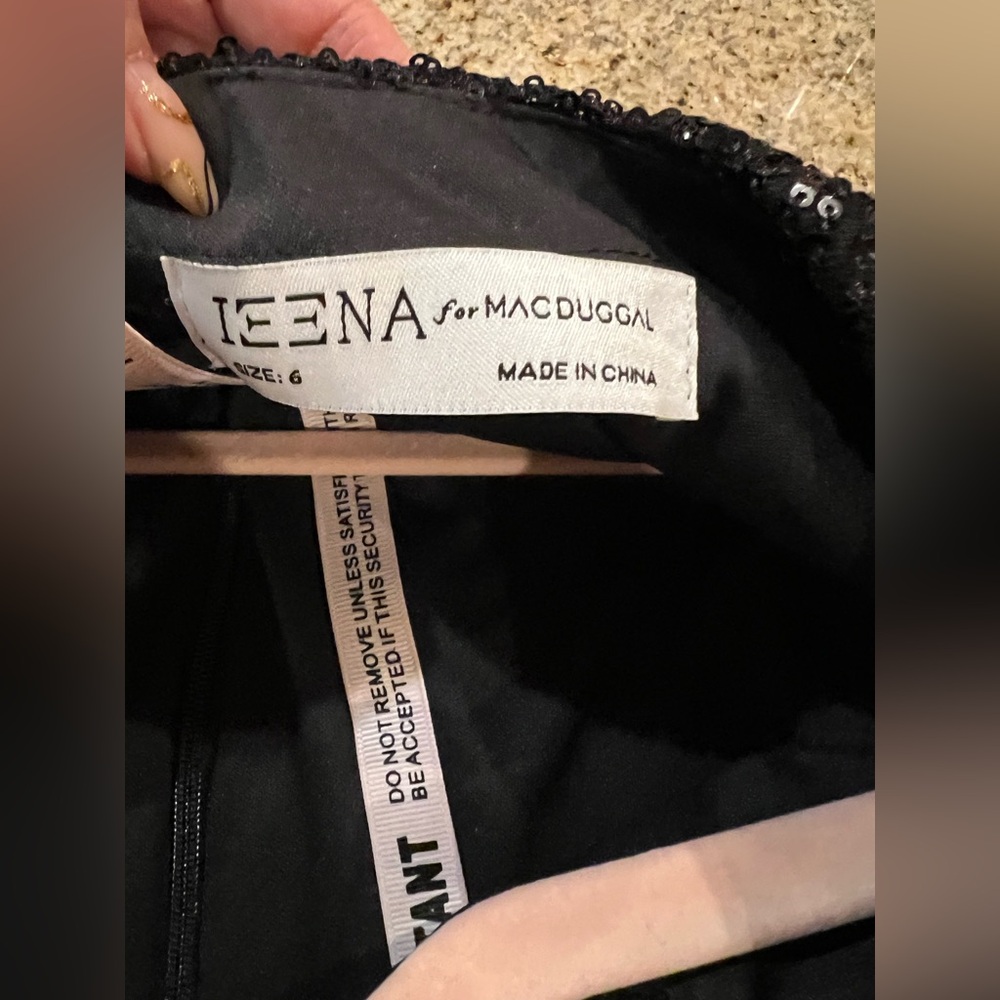 IEENA for MAC DUGGAL
SIZE: 6
MADE IN CHINA
DO NOT REMOVE UNLESS SATISFI
BE ACCEPTED IF THIS SECURITY T
TANT